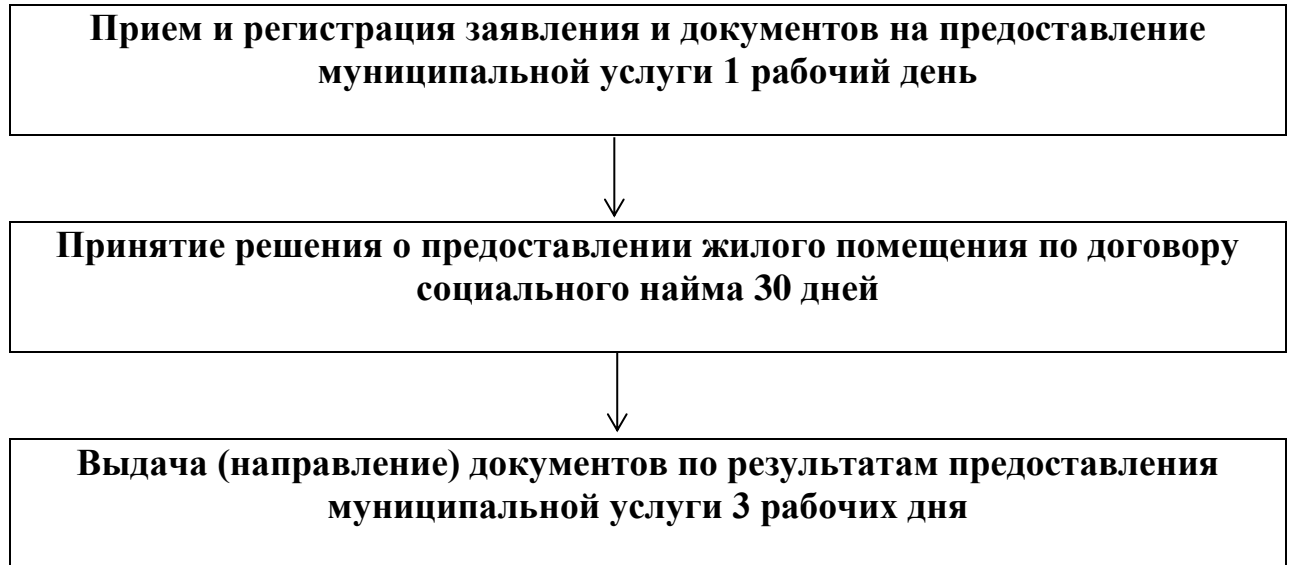 Прием и регистрация заявления и документов на предоставление
муниципальной услуги 1 рабочий день
Принятие решения о предоставлении жилого помещения по договору
социального найма 30 дней
Выдача (направление) документов по результатам предоставления
муниципальной услуги 3 рабочих дня